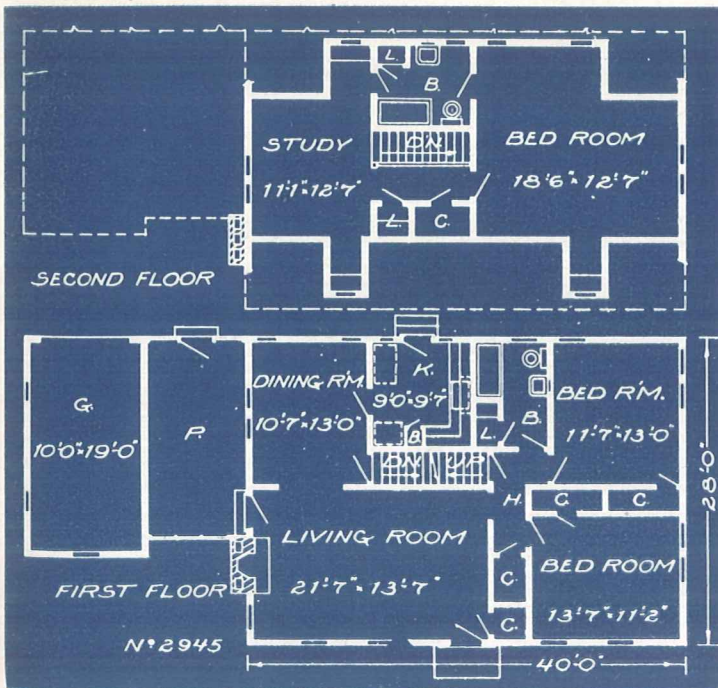 L.
B.
STUDY
11'-1"x12'-7"
DN.
BED ROOM
18'-6"x12'-7"
L.
C.
SECOND FLOOR
G.
10'-0"x19'-0"
P.
DINING R'M.
10'-7"x13'-0"
K.
9'-0"x9'-7"
B.
L.
B.
BED R'M.
11'-7"x13'-0"
DN.
UP
H.
C.
C.
28'-0"
LIVING ROOM
21'-7"x13'-7"
C.
BED ROOM
13'-7"x11'-2"
C.
FIRST FLOOR
Nº 2945
40'-0"